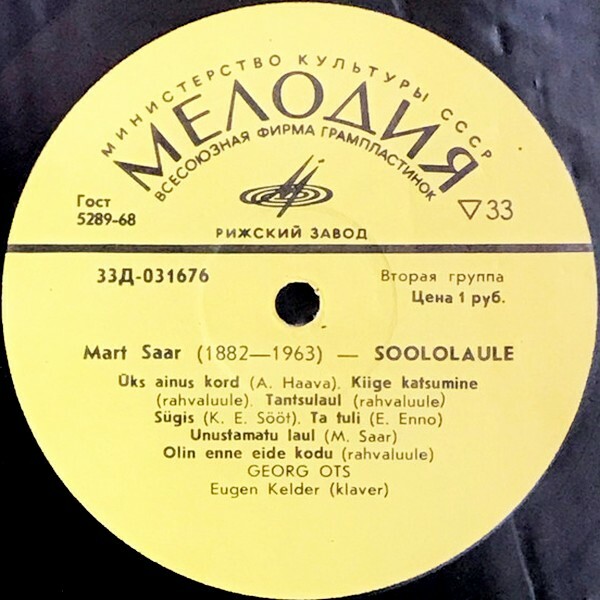 МИНИСТЕРСТВО КУЛЬТУРЫ СССР
МЕЛОДИЯ
ВСЕСОЮЗНАЯ ФИРМА ГРАМПЛАСТИНОК
Гост
5289-68
▽33
РИЖСКИЙ ЗАВОД
33Д-031676
Вторая группа
Цена 1 руб.
Mart Saar (1882—1963) — SOOLOLAULE
Üks ainus kord (A. Haava). Kiige katsumine
(rahvaluule). Tantsulaul (rahvaluule)
Sügis (K. E. Sööt). Ta tuli (E. Enno)
Unustamatu laul (M. Saar)
Olin enne eide kodu (rahvaluule)
GEORG OTS
Eugen Kelder (klaver)